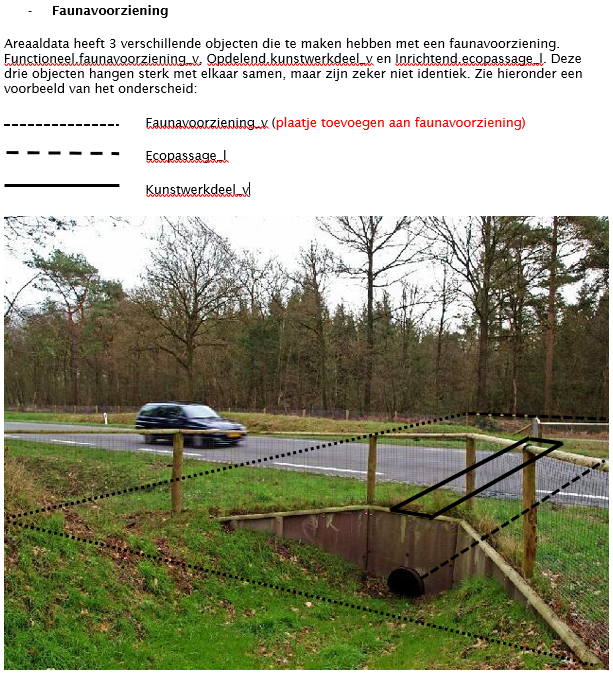 - Faunavoorziening
Areaaldata heeft 3 verschillende objecten die te maken hebben met een faunavoorziening.
Functioneel.faunavoorziening_v, Opdelend.kunstwerkdeel_v en Inrichtend.ecopassage_l. Deze
drie objecten hangen sterk met elkaar samen, maar zijn zeker niet identiek. Zie hieronder een
voorbeeld van het onderscheid:
Faunavoorziening_v (plaatje toevoegen aan faunavoorziening)
Ecopassage_l
Kunstwerkdeel_v